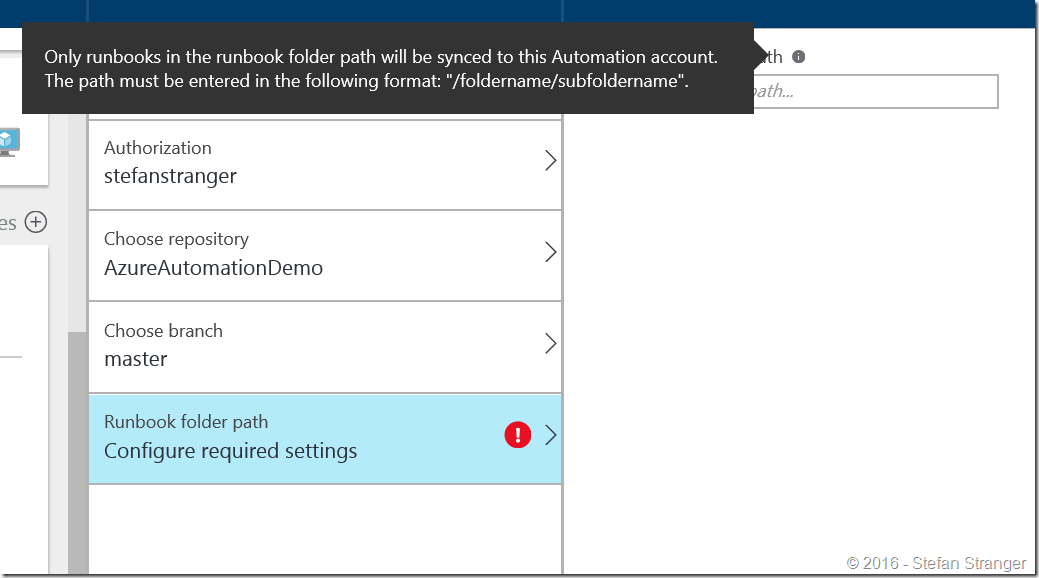 Only runbooks in the runbook folder path will be synced to this Automation account.
The path must be entered in the following format: "/foldername/subfoldername".
path...
Authorization
stefanstranger
Choose repository
AzureAutomationDemo
Choose branch
master
Runbook folder path
Configure required settings
© 2016 - Stefan Stranger